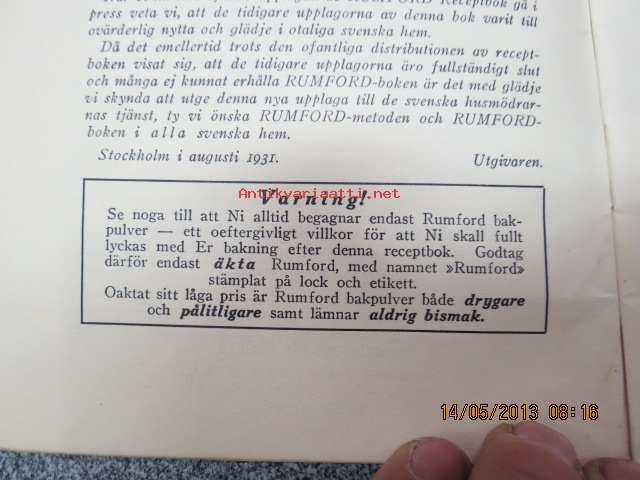 RUMFORD Receptbok gå i
press veta vi, att de tidigare upplagorna av denna bok varit till
ovärderlig nytta och glädje i otaliga svenska hem.
Då det emellertid trots den ofantliga distributionen av recept-
boken visat sig, att de tidigare upplagorna äro fullständigt slut
och många ej kunnat erhålla RUMFORD-boken är det med glädje
vi skynda att utge denna nya upplaga till de svenska husmödrar-
nas tjänst, ty vi önska RUMFORD-metoden och RUMFORD-
boken i alla svenska hem.
Stockholm i augusti 1931. Utgivaren.
Varning!
Antikvariaatti.net
Se noga till att Ni alltid begagnar endast Rumford bak-
pulver — ett oeftergivligt villkor för att Ni skall fullt
lyckas med Er bakning efter denna receptbok. Godtag
därför endast äkta Rumford, med namnet »Rumford»
stämplat på lock och etikett.
Oaktat sitt låga pris är Rumford bakpulver både drygare
och pålitligare samt lämnar aldrig bismak.
14/05/2013 08:16